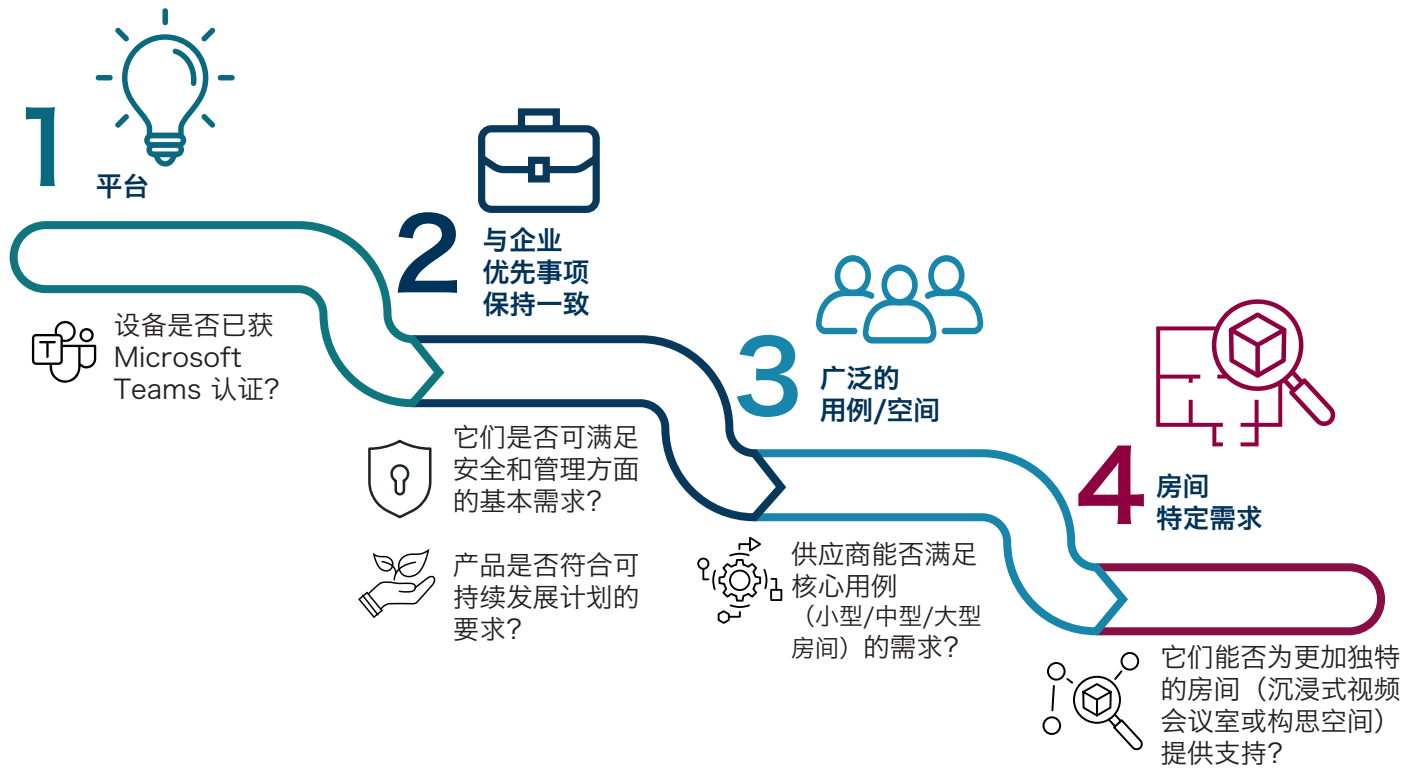 1
平台
设备是否已获
Microsoft
Teams 认证?
T
2
与企业
优先事项
保持一致
它们是否可满足
安全和管理方面
的基本需求?
产品是否符合可
持续发展计划的
要求?
3
广泛的
用例/空间
供应商能否满足
核心用例
（小型/中型/大型
房间）的需求?
4
房间
特定需求
它们能否为更加独特
的房间（沉浸式视频
会议室或构思空间）
提供支持?